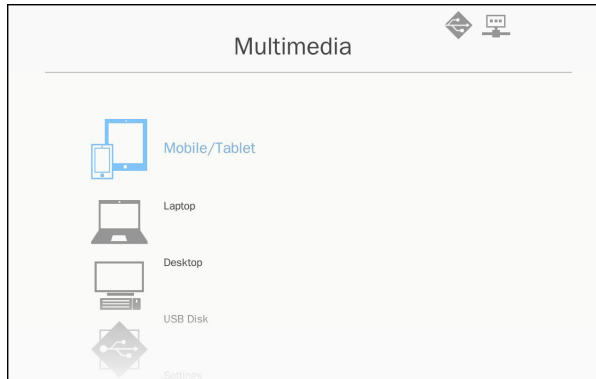 Multimedia
Mobile/Tablet
Laptop
Desktop
USB Disk
Settings